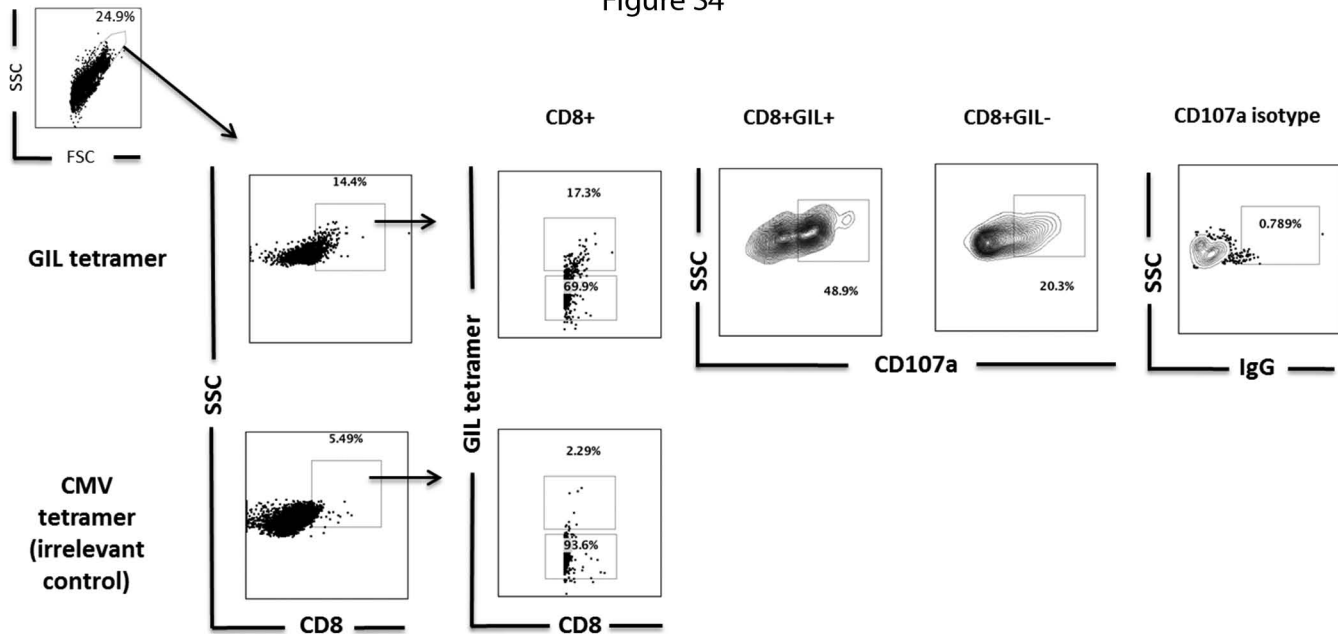 Figure S4
24.9%
SSC
FSC
CD8+
CD8+GIL+
CD8+GIL-
CD107a isotype
GIL tetramer
14.4%
17.3%
69.9%
SSC
48.9%
20.3%
CD107a
SSC
0.789%
IgG
SSC
GIL tetramer
CMV
tetramer
(irrelevant
control)
5.49%
2.29%
93.6%
CD8
CD8